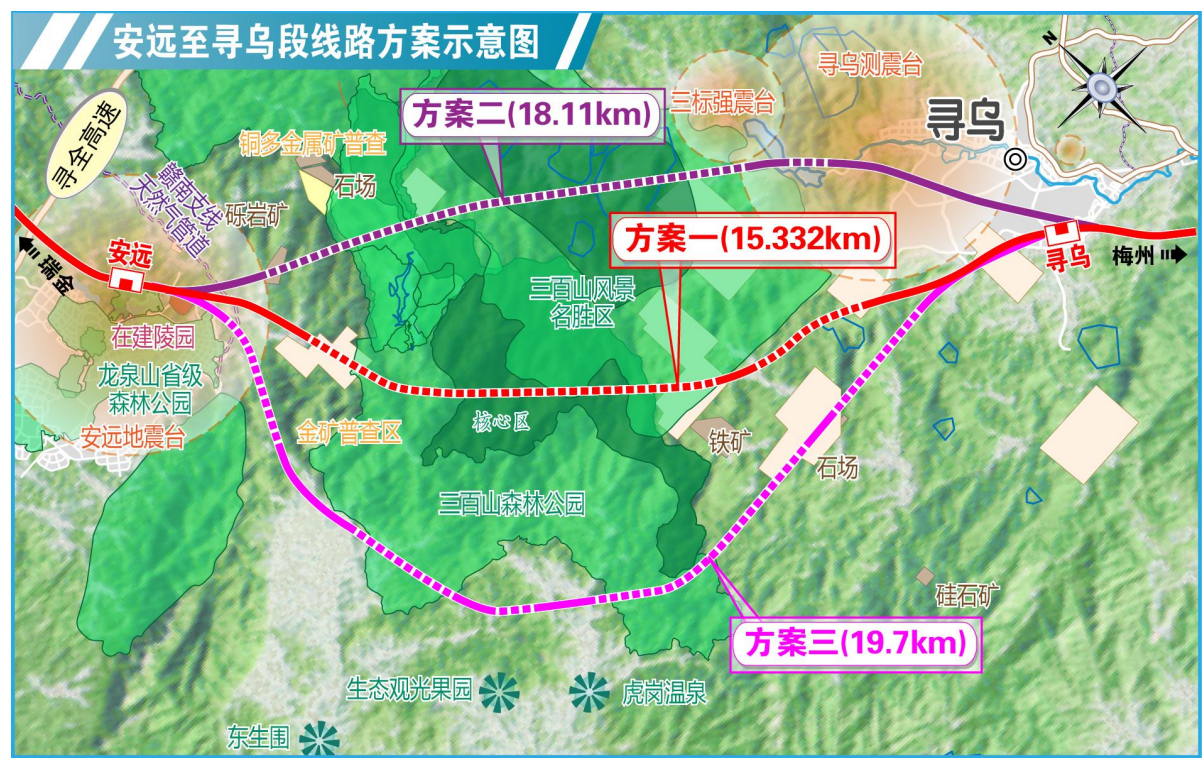 安远至寻乌段线路方案示意图
N
寻乌测震台
三标强震台
寻乌
方案二(18.11km)
寻全高速
铜多金属矿普查
石场
赣南支线
天然气管道
砾岩矿
方案一(15.332km)
安远
瑞金
寻乌
梅州
三百山风景
名胜区
在建陵园
龙泉山省级
森林公园
安远地震台
金矿普查区
核心区
铁矿
石场
三百山森林公园
硅石矿
方案三(19.7km)
生态观光果园
虎岗温泉
东生围